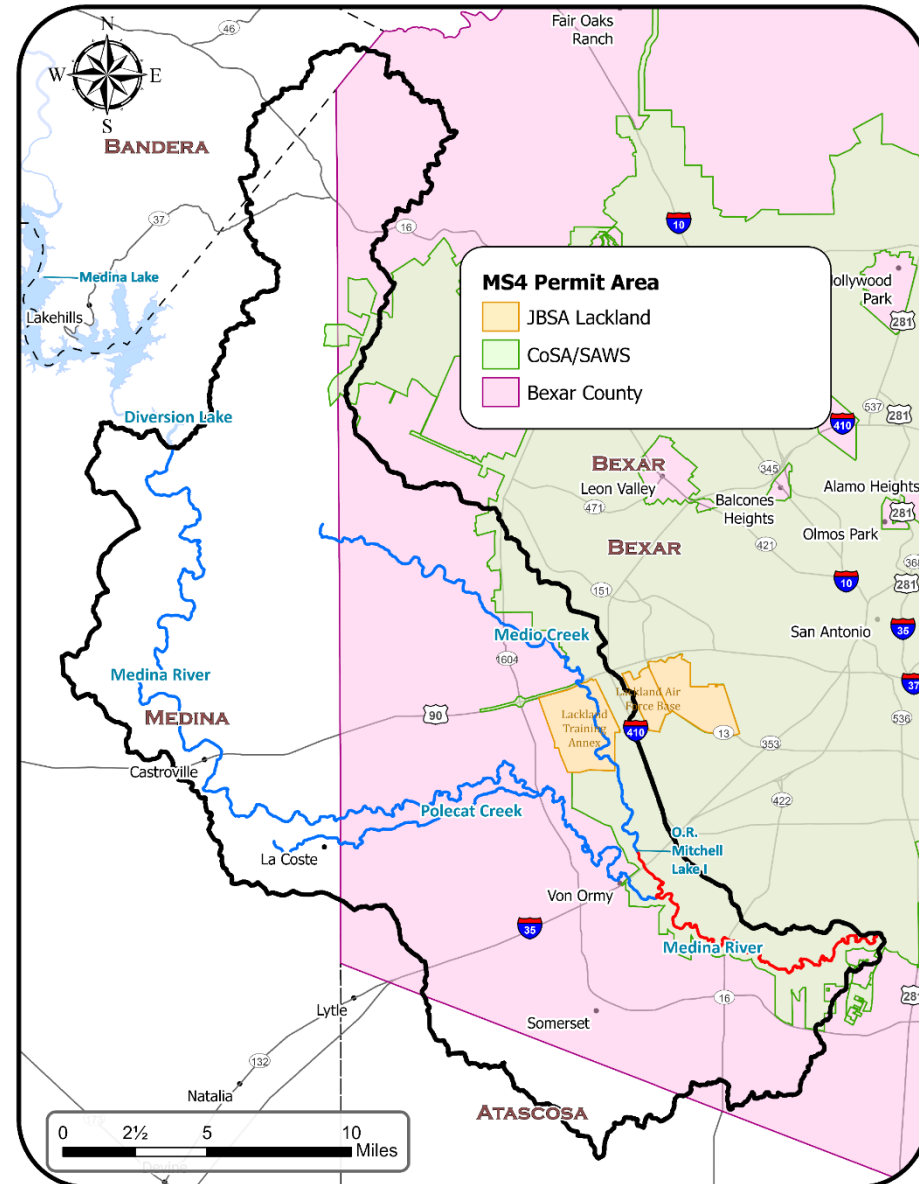 Fair Oaks
Ranch
46
N
W
E
S
BANDERA
37
16
10
Medina Lake
Lakehills
MS4 Permit Area
JBSA Lackland
CoSA/SAWS
Bexar County
ollywood
Park
281
Diversion Lake
537
281
410
BEXAR
345
Leon Valley
Balcones
Heights
Alamo Heights
471
281
Olmos Park
BEXAR
421
368
10
281
151
San Antonio
35
Medio Creek
1604
Medina River
37
MEDINA
Lackland Air
Force Base
90
Lackland
Training
Annex
410
13
536
353
Castroville
422
Polecat Creek
La Coste
O.R.
Mitchell
Lake I
Von Ormy
35
Medina River
16
281
Lytle
Somerset
132
Natalia
ATASCOSA
0 2½ 5 10
Miles
173
Devine